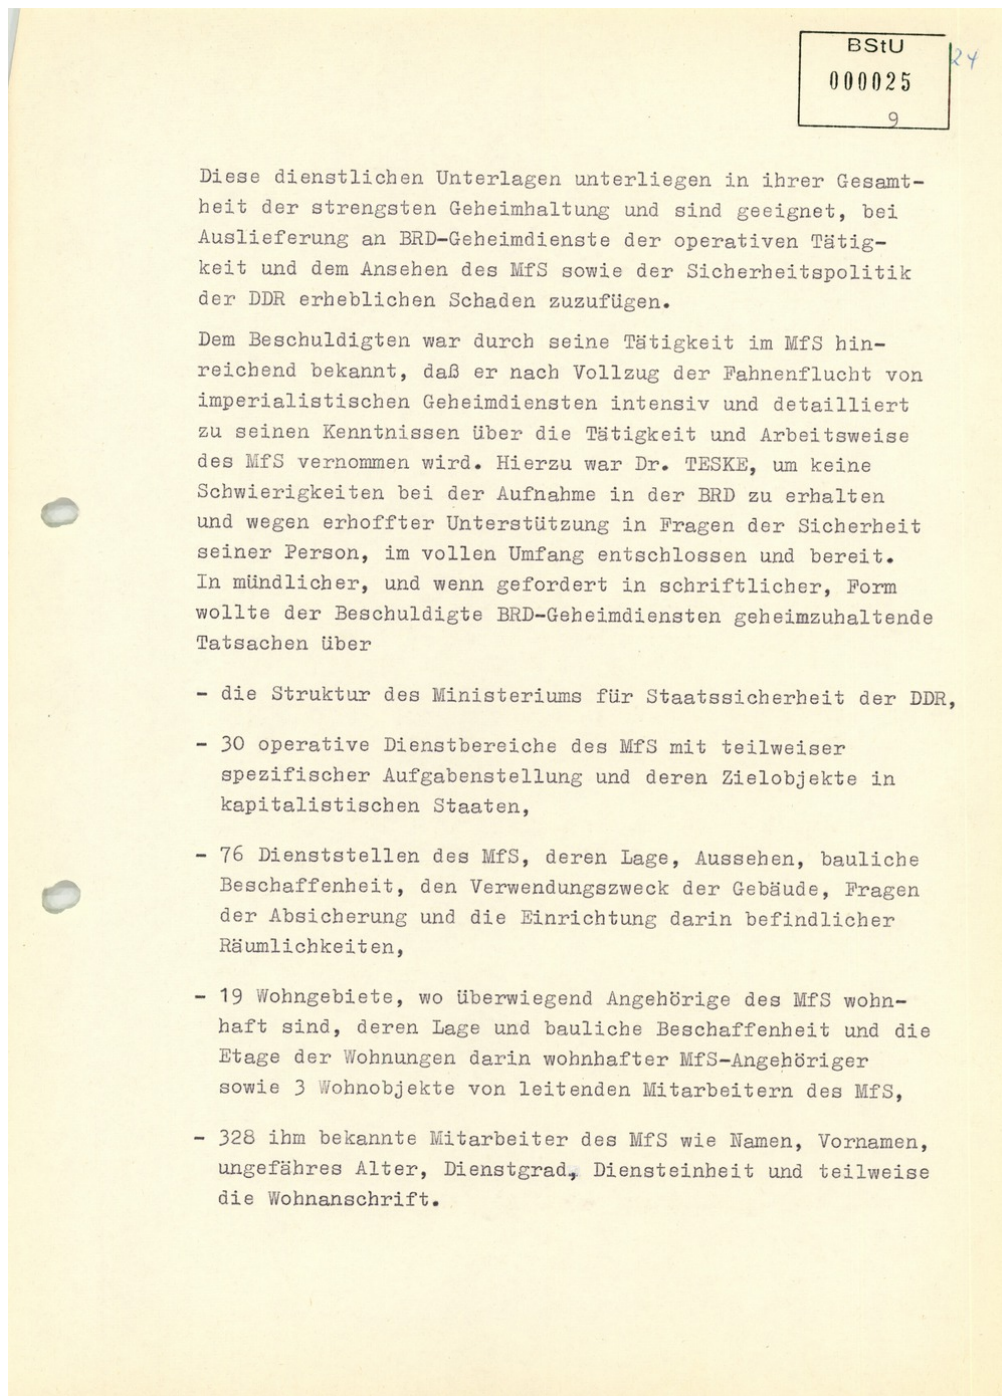 BStU
000025
9
24
Diese dienstlichen Unterlagen unterliegen in ihrer Gesamt-
heit der strengsten Geheimhaltung und sind geeignet, bei
Auslieferung an BRD-Geheimdienste der operativen Tätig-
keit und dem Ansehen des MfS sowie der Sicherheitspolitik
der DDR erheblichen Schaden zuzufügen.
Dem Beschuldigten war durch seine Tätigkeit im MfS hin-
reichend bekannt, daß er nach Vollzug der Fahnenflucht von
imperialistischen Geheimdiensten intensiv und detailliert
zu seinen Kenntnissen über die Tätigkeit und Arbeitsweise
des MfS vernommen wird. Hierzu war Dr. TESKE, um keine
Schwierigkeiten bei der Aufnahme in der BRD zu erhalten
und wegen erhoffter Unterstützung in Fragen der Sicherheit
seiner Person, im vollen Umfang entschlossen und bereit.
In mündlicher, und wenn gefordert in schriftlicher, Form
wollte der Beschuldigte BRD-Geheimdiensten geheimzuhaltende
Tatsachen über
- die Struktur des Ministeriums für Staatssicherheit der DDR,
- 30 operative Dienstbereiche des MfS mit teilweiser
spezifischer Aufgabenstellung und deren Zielobjekte in
kapitalistischen Staaten,
- 76 Dienststellen des MfS, deren Lage, Aussehen, bauliche
Beschaffenheit, den Verwendungszweck der Gebäude, Fragen
der Absicherung und die Einrichtung darin befindlicher
Räumlichkeiten,
- 19 Wohngebiete, wo überwiegend Angehörige des MfS wohn-
haft sind, deren Lage und bauliche Beschaffenheit und die
Etage der Wohnungen darin wohnhafter MfS-Angehöriger
sowie 3 Wohnobjekte von leitenden Mitarbeitern des MfS,
- 328 ihm bekannte Mitarbeiter des MfS wie Namen, Vornamen,
ungefähres Alter, Dienstgrad, Diensteinheit und teilweise
die Wohnanschrift.